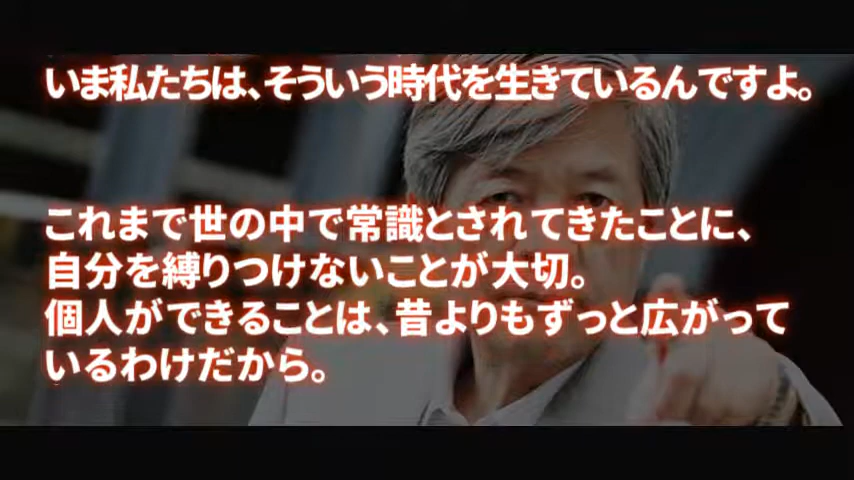 いま私たちは、そういう時代を生きているんですよ。
これまで世の中で常識とされてきたことに、
自分を縛りつけないことが大切。
個人ができることは、昔よりもずっと広がって
いるわけだから。